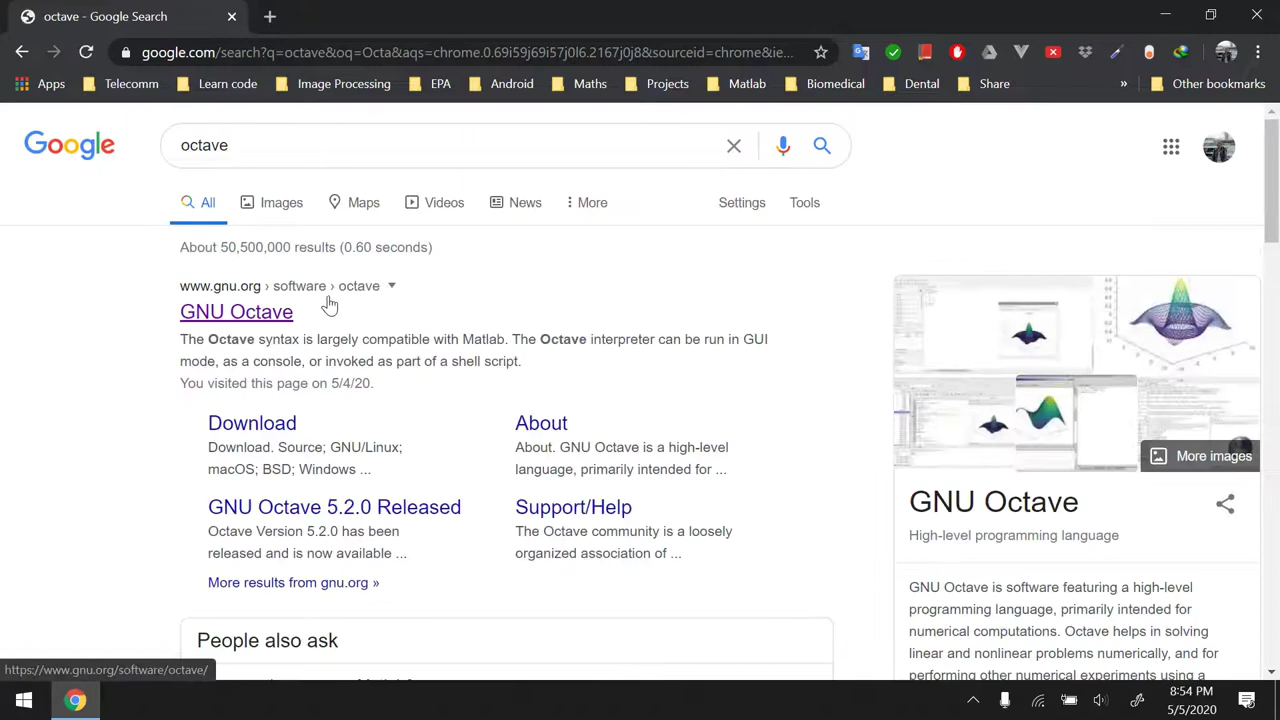 octave - Google Search
google.com/search?q=octave&oq=Octa&aqs=chrome.0.69i59j69i57j0l6.2107j0j8&sourceid=chrome&ie...
Apps Telecomm Learn code Image Processing EPA Android Maths Projects Matlab Biomedical Dental Share » Other bookmarks
Google
octave
All Images Maps Videos News More Settings Tools
About 50,500,000 results (0.60 seconds)
www.gnu.org › software › octave
GNU Octave
The Octave syntax is largely compatible with Matlab. The Octave interpreter can be run in GUI
mode, as a console, or invoked as part of a shell script.
You visited this page on 5/4/20.
Download
Download. Source; GNU/Linux;
macOS; BSD; Windows ...
About
About. GNU Octave is a high-level
language, primarily intended for ...
GNU Octave 5.2.0 Released
Octave Version 5.2.0 has been
released and is now available ...
Support/Help
The Octave community is a loosely
organized association of ...
More results from gnu.org »
People also ask
More images
GNU Octave
High-level programming language
GNU Octave is software featuring a high-level
programming language, primarily intended for
numerical computations. Octave helps in solving
linear and nonlinear problems numerically, and for
performing other numerical experiments using a
https://www.gnu.org/software/octave/
8:54 PM
5/5/2020